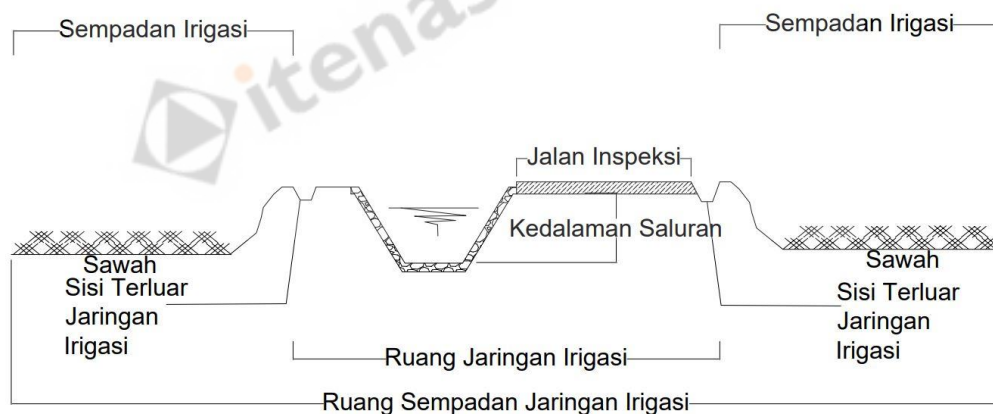 Sempadan Irigasi
Sempadan Irigasi
itenas
Jalan Inspeksi
Kedalaman Saluran
Sawah
Sisi Terluar
Jaringan
Irigasi
Sawah
Sisi Terluar
Jaringan
Irigasi
Ruang Jaringan Irigasi
Ruang Sempadan Jaringan Irigasi